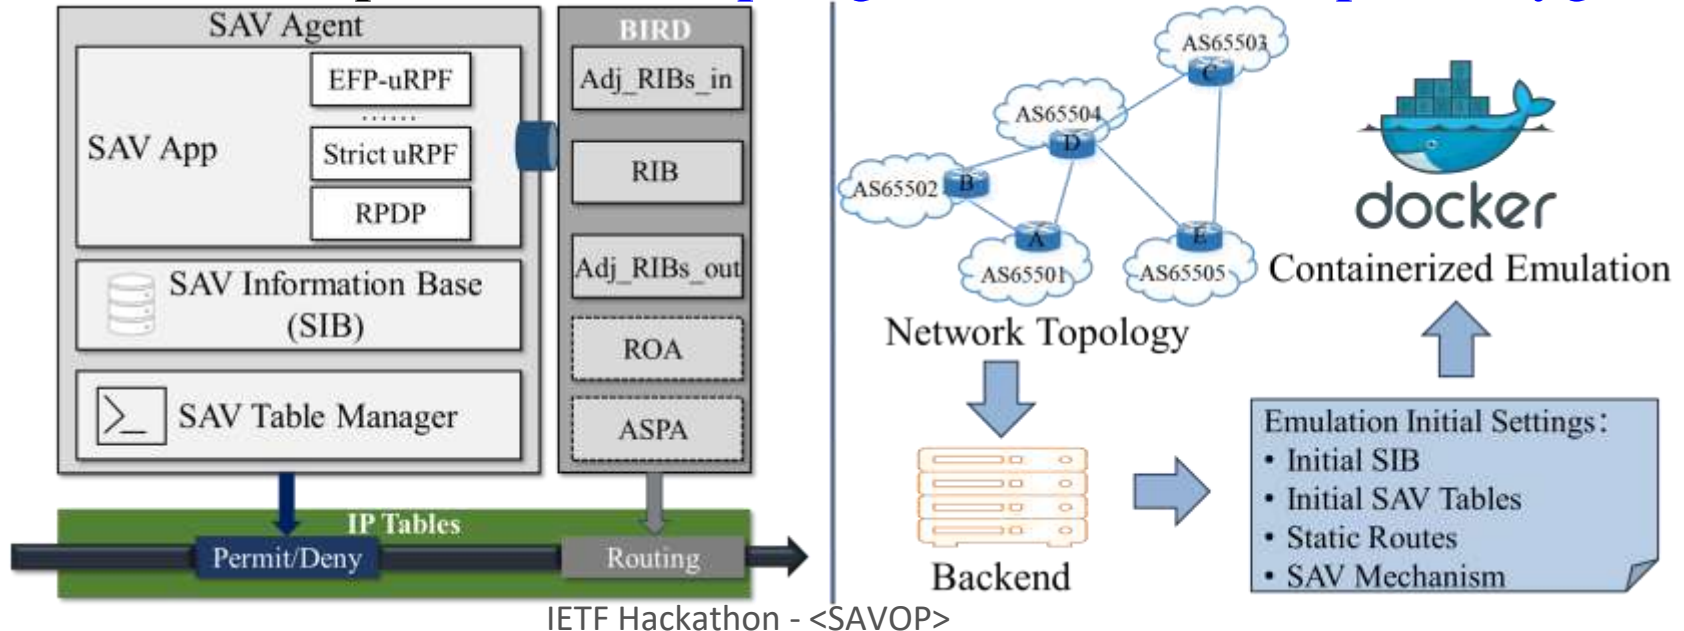 SAV Agent
SAV App
EFP-uRPF
......
Strict uRPF
RPDP
SAV Information Base
(SIB)
SAV Table Manager
BIRD
Adj_RIBs_in
RIB
Adj_RIBs_out
ROA
ASPA
IP Tables
Permit/Deny
Routing
AS65503
C
AS65504
D
AS65502
B
A
AS65501
E
AS65505
Network Topology
Backend
docker
Containerized Emulation
Emulation Initial Settings:
• Initial SIB
• Initial SAV Tables
• Static Routes
• SAV Mechanism
IETF Hackathon - <SAVOP>